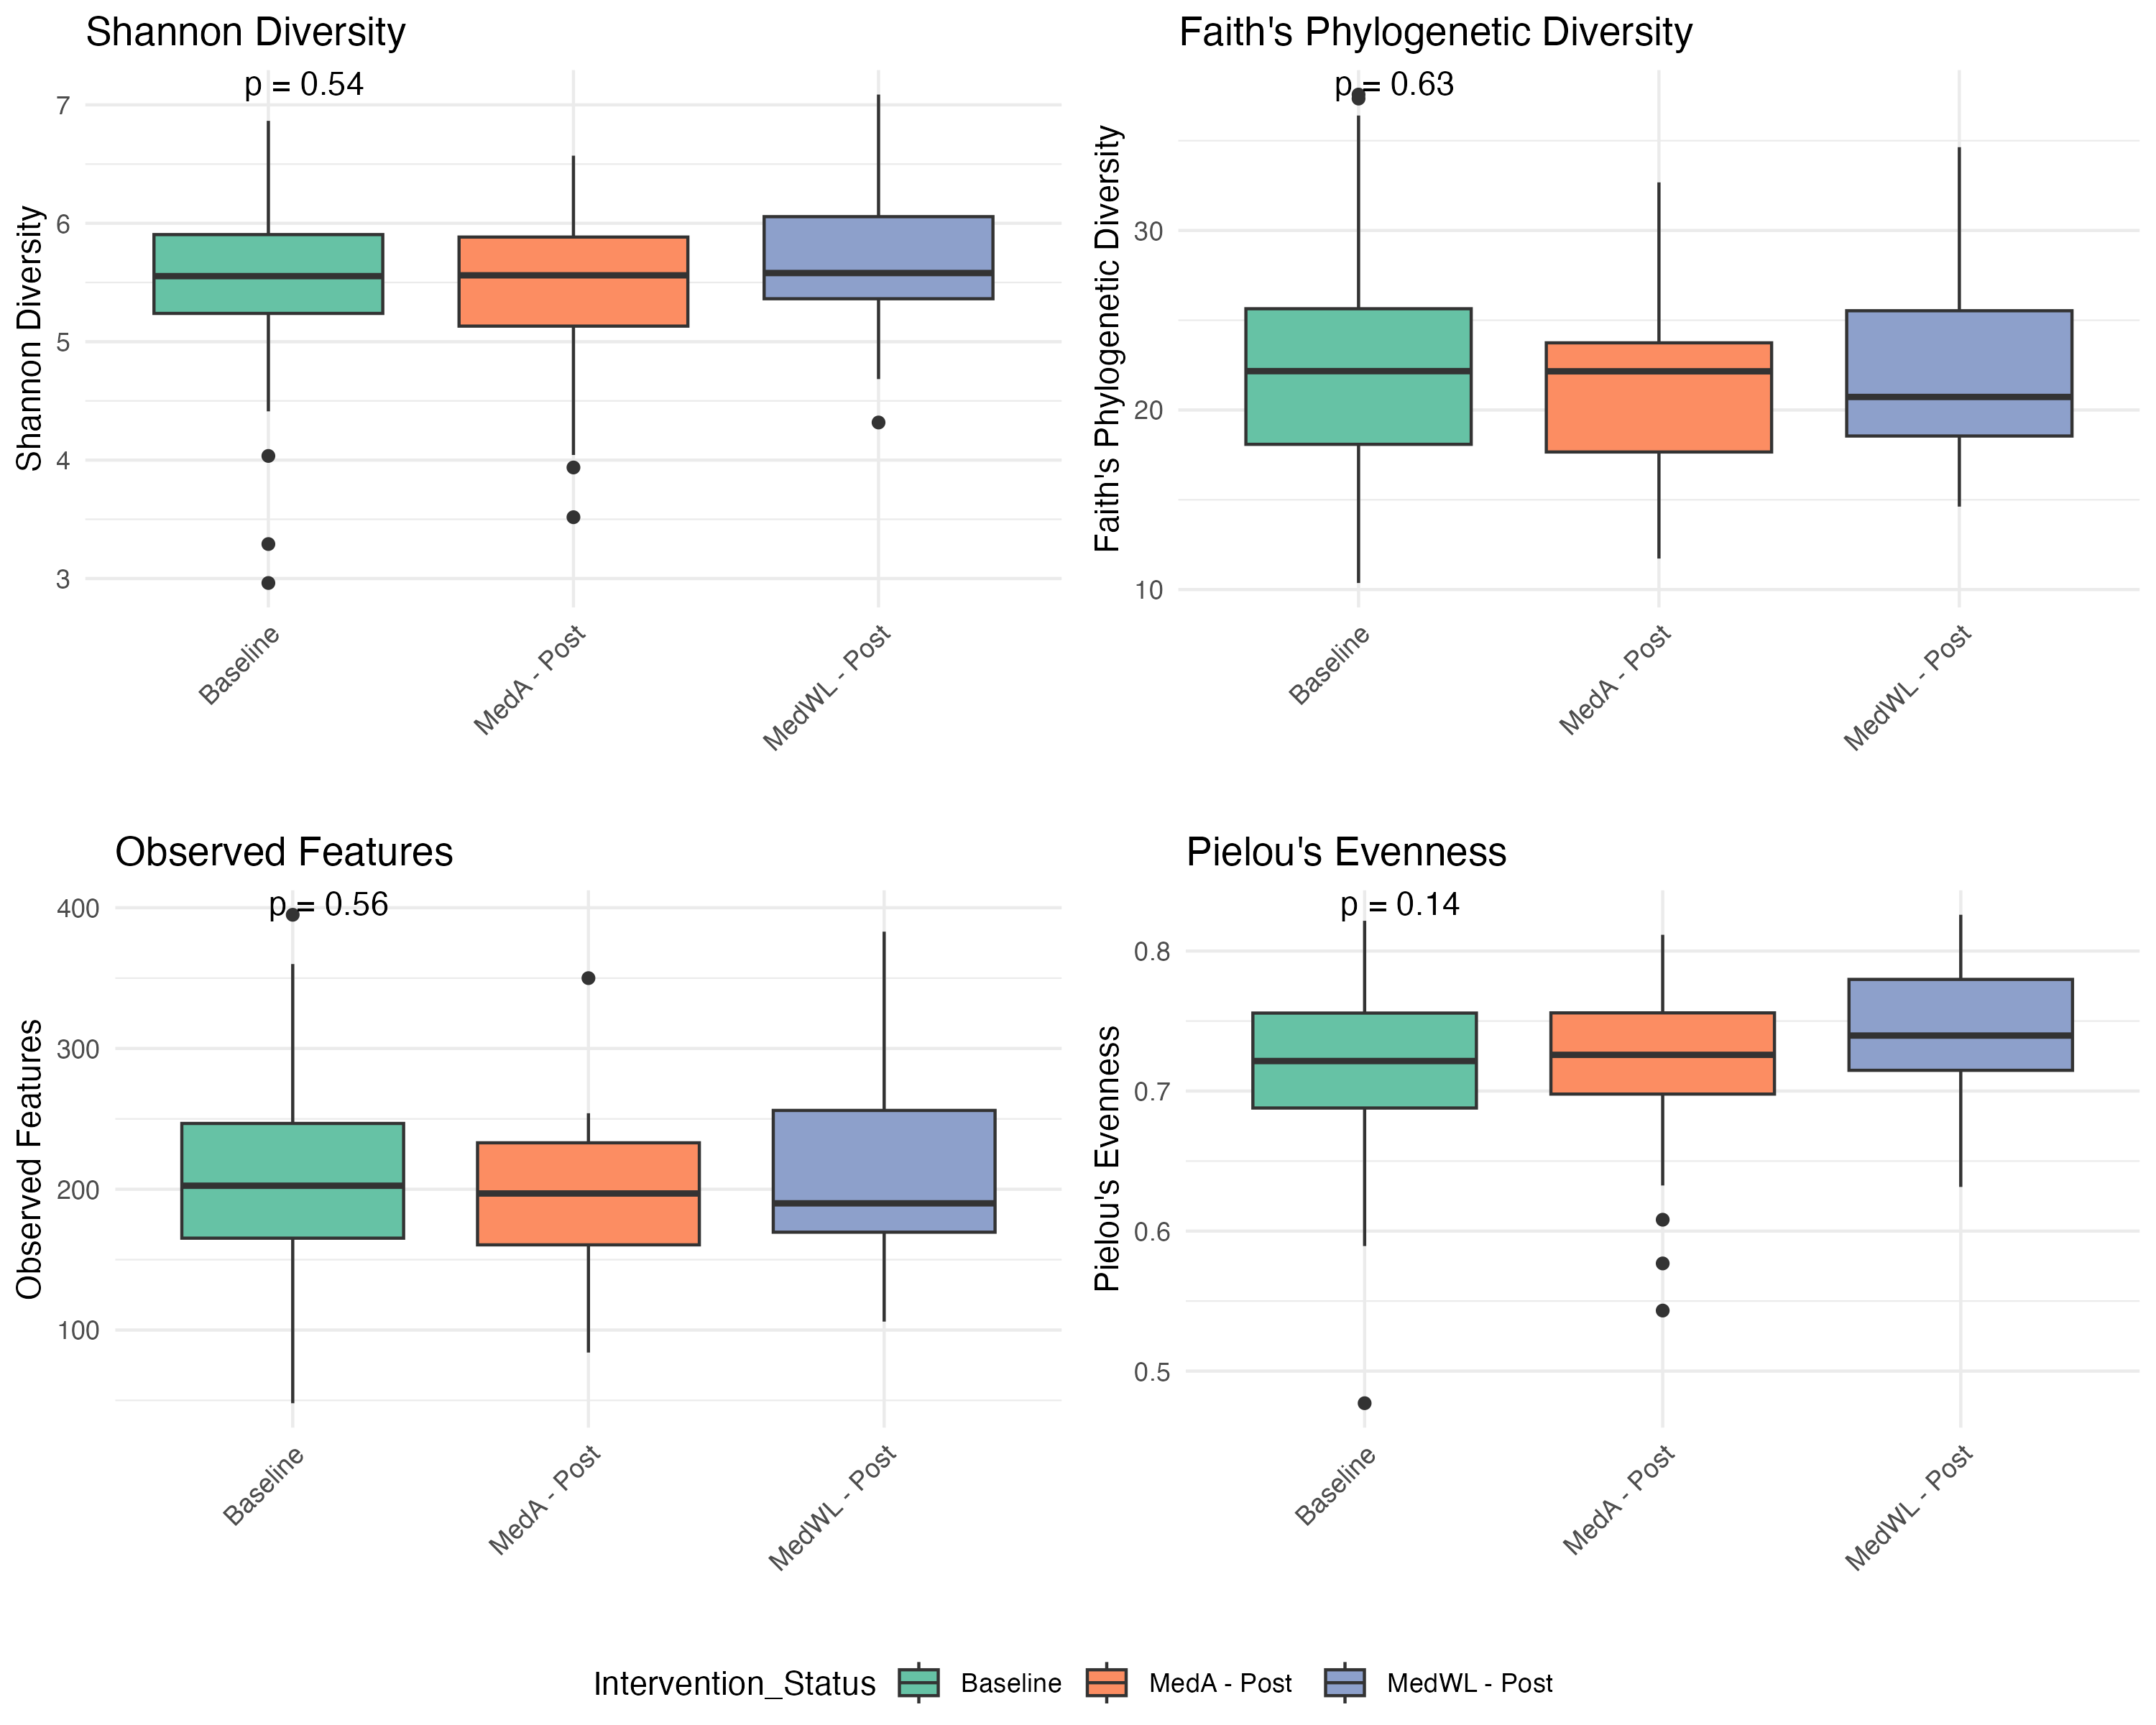 Shannon Diversity
p = 0.54
Shannon Diversity
7
6
5
4
3
Baseline
MedA - Post
MedWL - Post
Faith's Phylogenetic Diversity
p = 0.63
Faith's Phylogenetic Diversity
30
20
10
Baseline
MedA - Post
MedWL - Post
Observed Features
p = 0.56
Observed Features
400
300
200
100
Baseline
MedA - Post
MedWL - Post
Pielou's Evenness
p = 0.14
Pielou's Evenness
0.8
0.7
0.6
0.5
Baseline
MedA - Post
MedWL - Post
Intervention_Status Baseline MedA - Post MedWL - Post